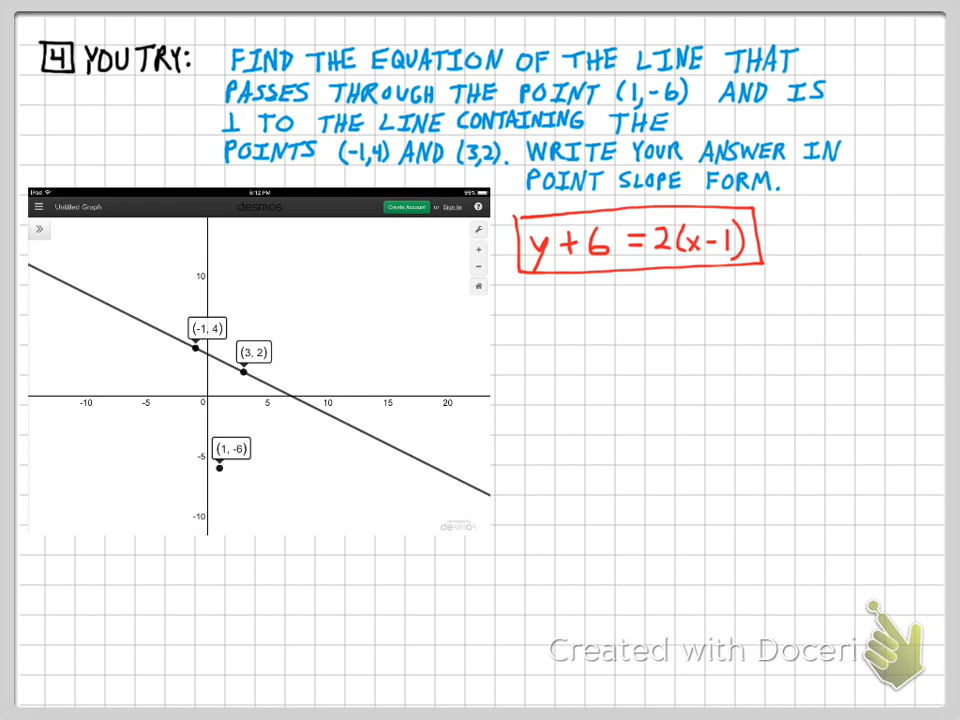 4 YOU TRY: FIND THE EQUATION OF THE LINE THAT
PASSES THROUGH THE POINT (1,-6) AND IS
⊥ TO THE LINE CONTAINING THE
POINTS (-1,4) AND (3,2). WRITE YOUR ANSWER IN
POINT SLOPE FORM.
iPad 6:12 PM 99%
Untitled Graph desmos Create Account or Sign In
y+6 = 2(x-1)
10
(-1, 4)
(3, 2)
-10 -5 0 5 10 15 20
(1, -6)
-5
-10
powered by
desmos
Created with Doceri